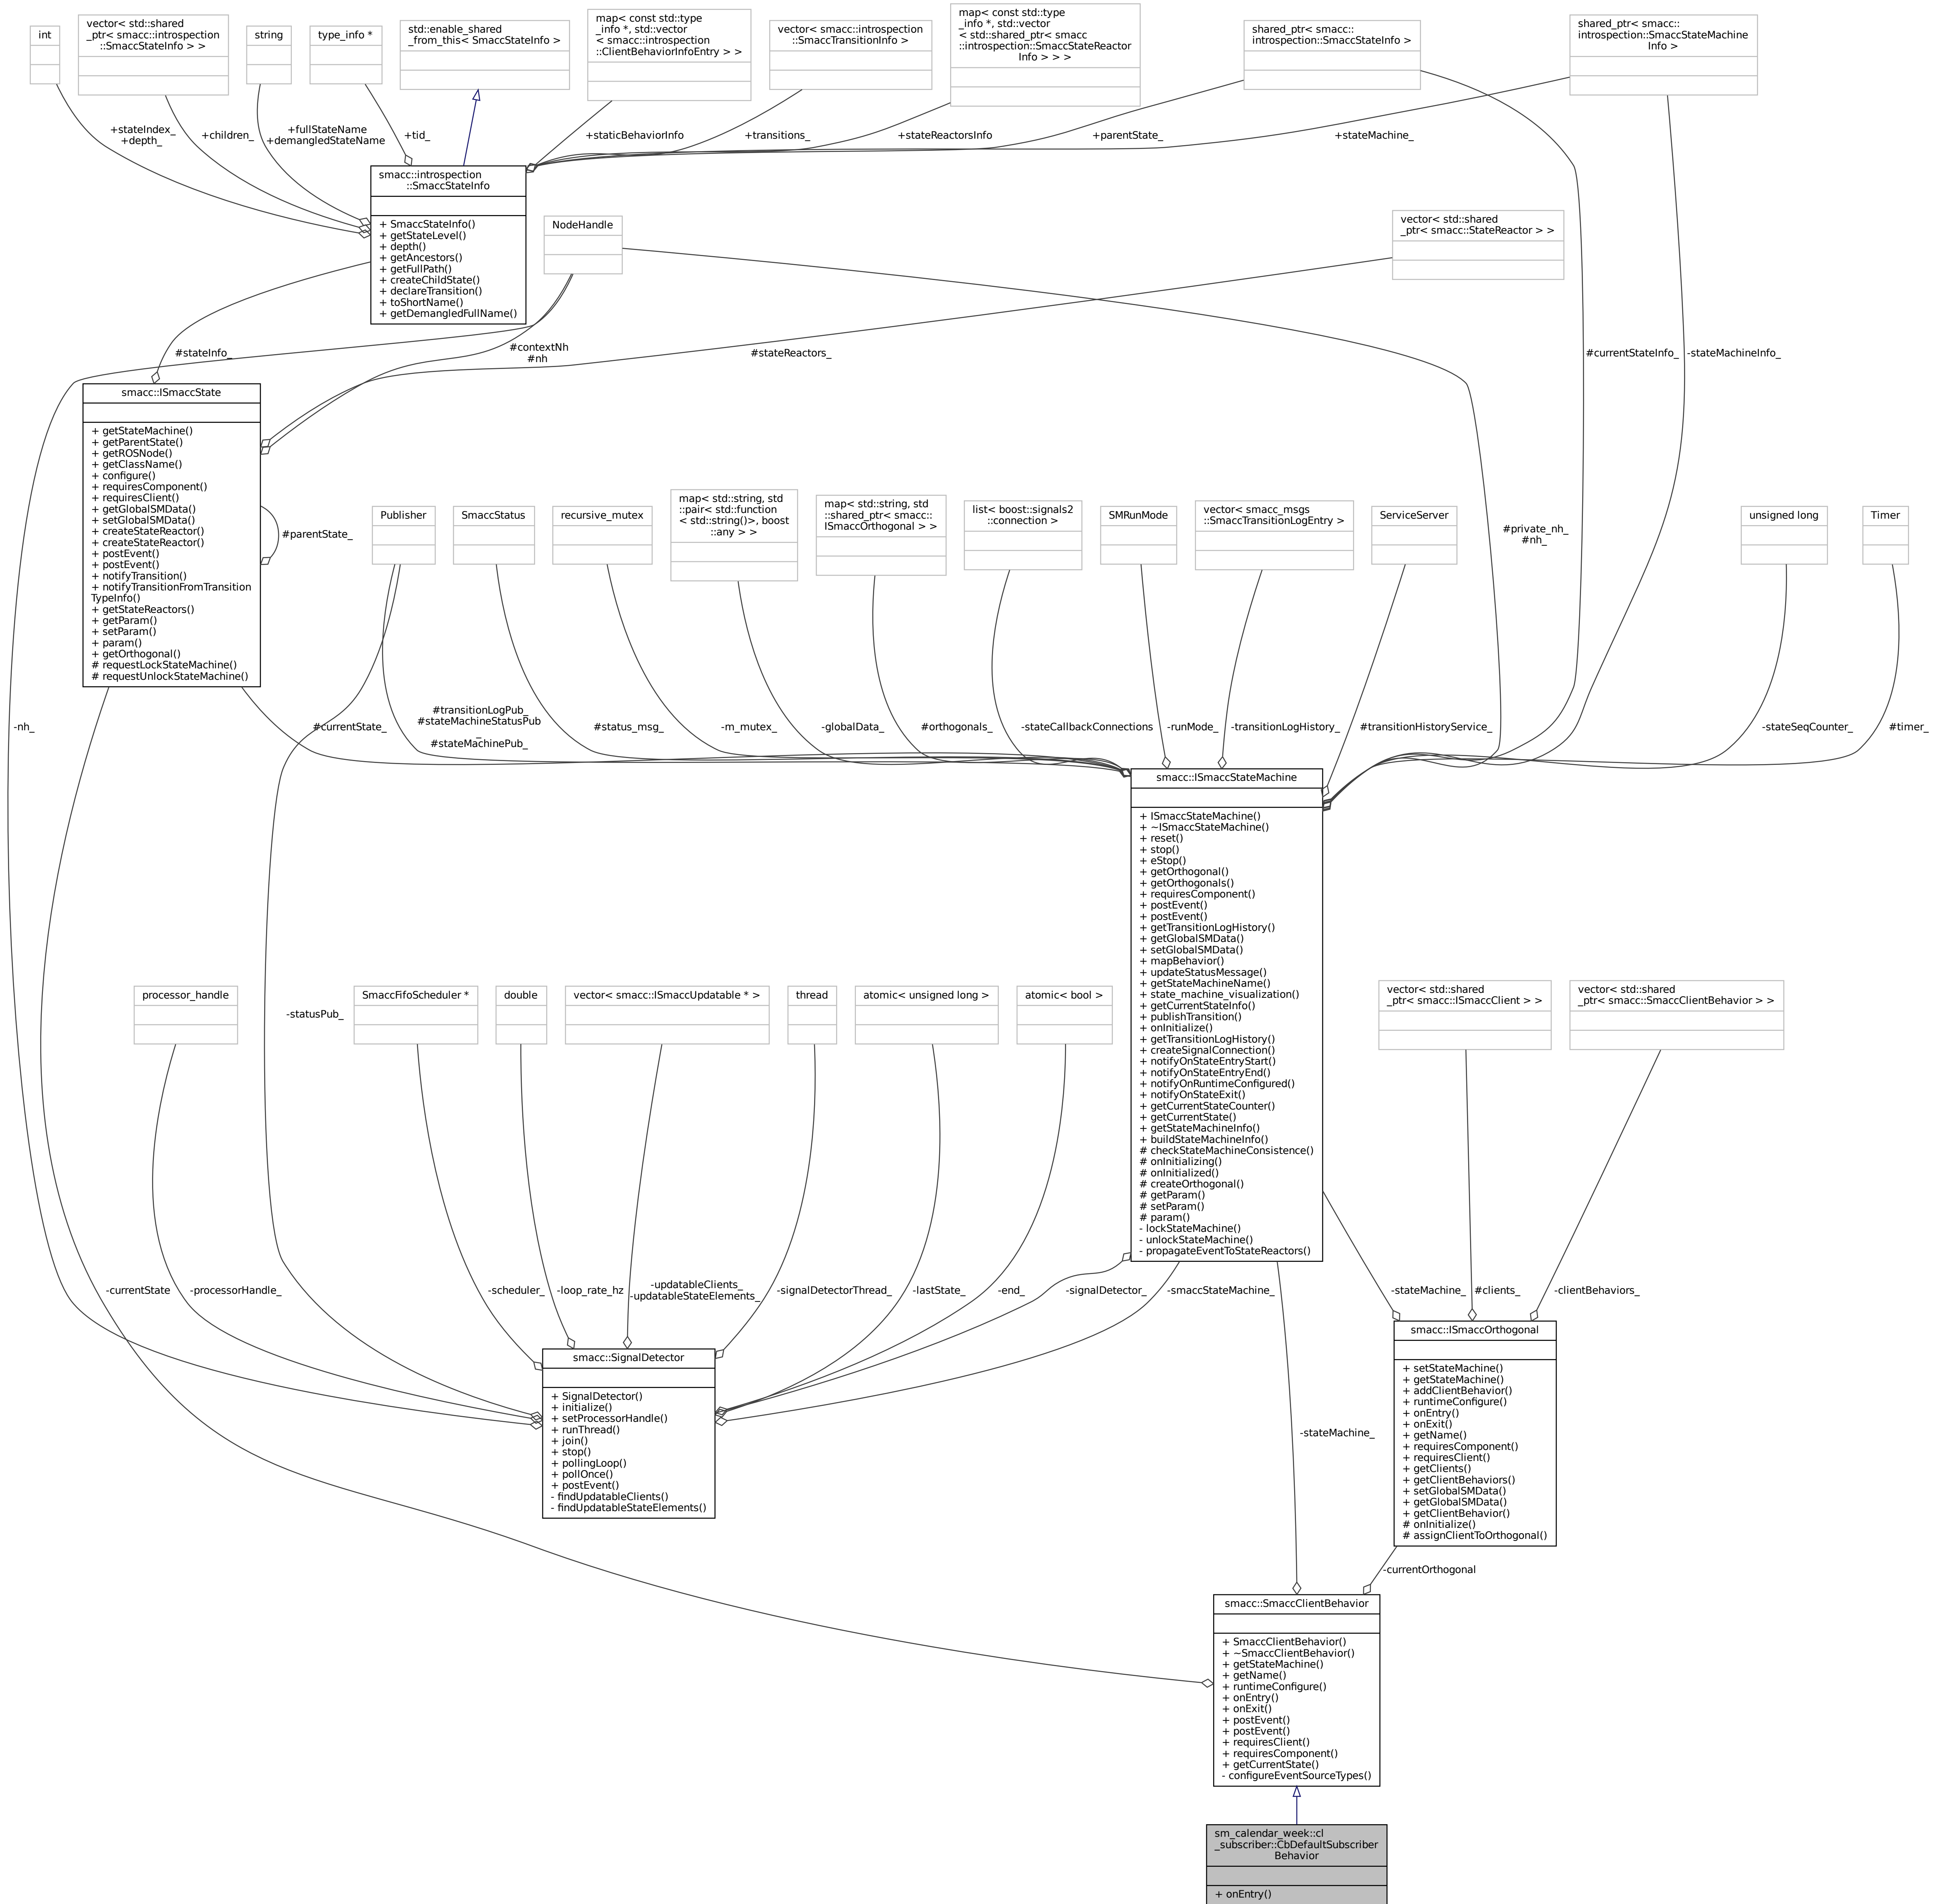 int
vector< std::shared
_ptr< smacc::introspection
::SmaccStateInfo > >
string
type_info *
std::enable_shared
_from_this< SmaccStateInfo >
map< const std::type
_info *, std::vector
< smacc::introspection
::ClientBehaviorInfoEntry > >
vector< smacc::introspection
::SmaccTransitionInfo >
map< const std::type
_info *, std::vector
< std::shared_ptr< smacc
::introspection::SmaccStateReactor
Info > > >
shared_ptr< smacc::
introspection::SmaccStateInfo >
shared_ptr< smacc::
introspection::SmaccStateMachine
Info >
+stateIndex_
+depth_
+children_
+fullStateName
+demangledStateName
+tid_
+staticBehaviorInfo
+transitions_
+stateReactorsInfo
+parentState_
+stateMachine_
smacc::introspection
::SmaccStateInfo
+ SmaccStateInfo()
+ getStateLevel()
+ depth()
+ getAncestors()
+ getFullPath()
+ createChildState()
+ declareTransition()
+ toShortName()
+ getDemangledFullName()
NodeHandle
vector< std::shared
_ptr< smacc::StateReactor > >
#stateInfo_
#contextNh
#nh
#stateReactors_
#currentStateInfo_
-stateMachineInfo_
smacc::ISmaccState
+ getStateMachine()
+ getParentState()
+ getROSNode()
+ getClassName()
+ configure()
+ requiresComponent()
+ requiresClient()
+ getGlobalSMData()
+ setGlobalSMData()
+ createStateReactor()
+ createStateReactor()
+ postEvent()
+ postEvent()
+ notifyTransition()
+ notifyTransitionFromTransition
TypeInfo()
+ getStateReactors()
+ getParam()
+ setParam()
+ param()
+ getOrthogonal()
# requestLockStateMachine()
# requestUnlockStateMachine()
#parentState_
Publisher
SmaccStatus
recursive_mutex
map< std::string, std
::pair< std::function
< std::string()>, boost
::any > >
map< std::string, std
::shared_ptr< smacc::
ISmaccOrthogonal > >
list< boost::signals2
::connection >
SMRunMode
vector< smacc_msgs
::SmaccTransitionLogEntry >
ServiceServer
#private_nh_
#nh_
unsigned long
Timer
-nh_
#currentState_
#transitionLogPub_
#stateMachineStatusPub
_
#stateMachinePub_
#status_msg_
-m_mutex_
-globalData_
#orthogonals_
-stateCallbackConnections
-runMode_
-transitionLogHistory_
#transitionHistoryService_
-stateSeqCounter_
#timer_
smacc::ISmaccStateMachine
+ ISmaccStateMachine()
+ ~ISmaccStateMachine()
+ reset()
+ stop()
+ eStop()
+ getOrthogonal()
+ getOrthogonals()
+ requiresComponent()
+ postEvent()
+ postEvent()
+ getTransitionLogHistory()
+ getGlobalSMData()
+ setGlobalSMData()
+ mapBehavior()
+ updateStatusMessage()
+ getStateMachineName()
+ state_machine_visualization()
+ getCurrentStateInfo()
+ publishTransition()
+ onInitialize()
+ getTransitionLogHistory()
+ createSignalConnection()
+ notifyOnStateEntryStart()
+ notifyOnStateEntryEnd()
+ notifyOnRuntimeConfigured()
+ notifyOnStateExit()
+ getCurrentStateCounter()
+ getCurrentState()
+ getStateMachineInfo()
+ buildStateMachineInfo()
# checkStateMachineConsistence()
# onInitializing()
# onInitialized()
# createOrthogonal()
# getParam()
# setParam()
# param()
- lockStateMachine()
- unlockStateMachine()
- propagateEventToStateReactors()
processor_handle
-statusPub_
SmaccFifoScheduler *
double
vector< smacc::ISmaccUpdatable * >
thread
atomic< unsigned long >
atomic< bool >
vector< std::shared
_ptr< smacc::ISmaccClient > >
vector< std::shared
_ptr< smacc::SmaccClientBehavior > >
-currentState
-processorHandle_
-scheduler_
-loop_rate_hz
-updatableClients_
-updatableStateElements_
-signalDetectorThread_
-lastState_
-end_
-signalDetector_
-smaccStateMachine_
-stateMachine_
#clients_
-clientBehaviors_
smacc::SignalDetector
+ SignalDetector()
+ initialize()
+ setProcessorHandle()
+ runThread()
+ join()
+ stop()
+ pollingLoop()
+ pollOnce()
+ postEvent()
- findUpdatableClients()
- findUpdatableStateElements()
-stateMachine_
smacc::ISmaccOrthogonal
+ setStateMachine()
+ getStateMachine()
+ addClientBehavior()
+ runtimeConfigure()
+ onEntry()
+ onExit()
+ getName()
+ requiresComponent()
+ requiresClient()
+ getClients()
+ getClientBehaviors()
+ setGlobalSMData()
+ getGlobalSMData()
+ getClientBehavior()
# onInitialize()
# assignClientToOrthogonal()
-currentOrthogonal
smacc::SmaccClientBehavior
+ SmaccClientBehavior()
+ ~SmaccClientBehavior()
+ getStateMachine()
+ getName()
+ runtimeConfigure()
+ onEntry()
+ onExit()
+ postEvent()
+ postEvent()
+ requiresClient()
+ requiresComponent()
+ getCurrentState()
- configureEventSourceTypes()
sm_calendar_week::cl
_subscriber::CbDefaultSubscriber
Behavior
+ onEntry()